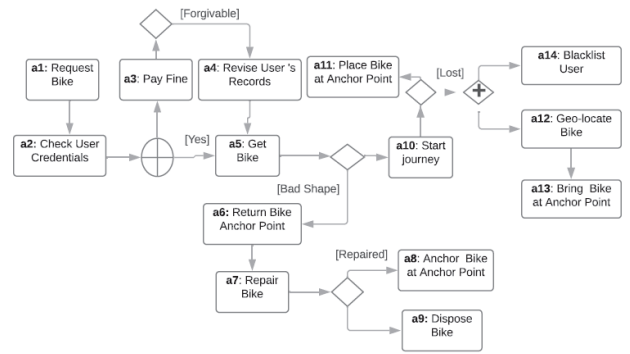 [Forgivable]
a1: Request
Bike
a3: Pay Fine
a4: Revise User 's
Records
a11: Place Bike
at Anchor Point
[Lost]
a14: Blacklist
User
a2: Check User
Credentials
[Yes]
a5: Get
Bike
a10: Start
journey
a12: Geo-locate
Bike
a13: Bring Bike
at Anchor Point
[Bad Shape]
a6: Return Bike
Anchor Point
a7: Repair
Bike
[Repaired]
a8: Anchor Bike
at Anchor Point
a9: Dispose
Bike